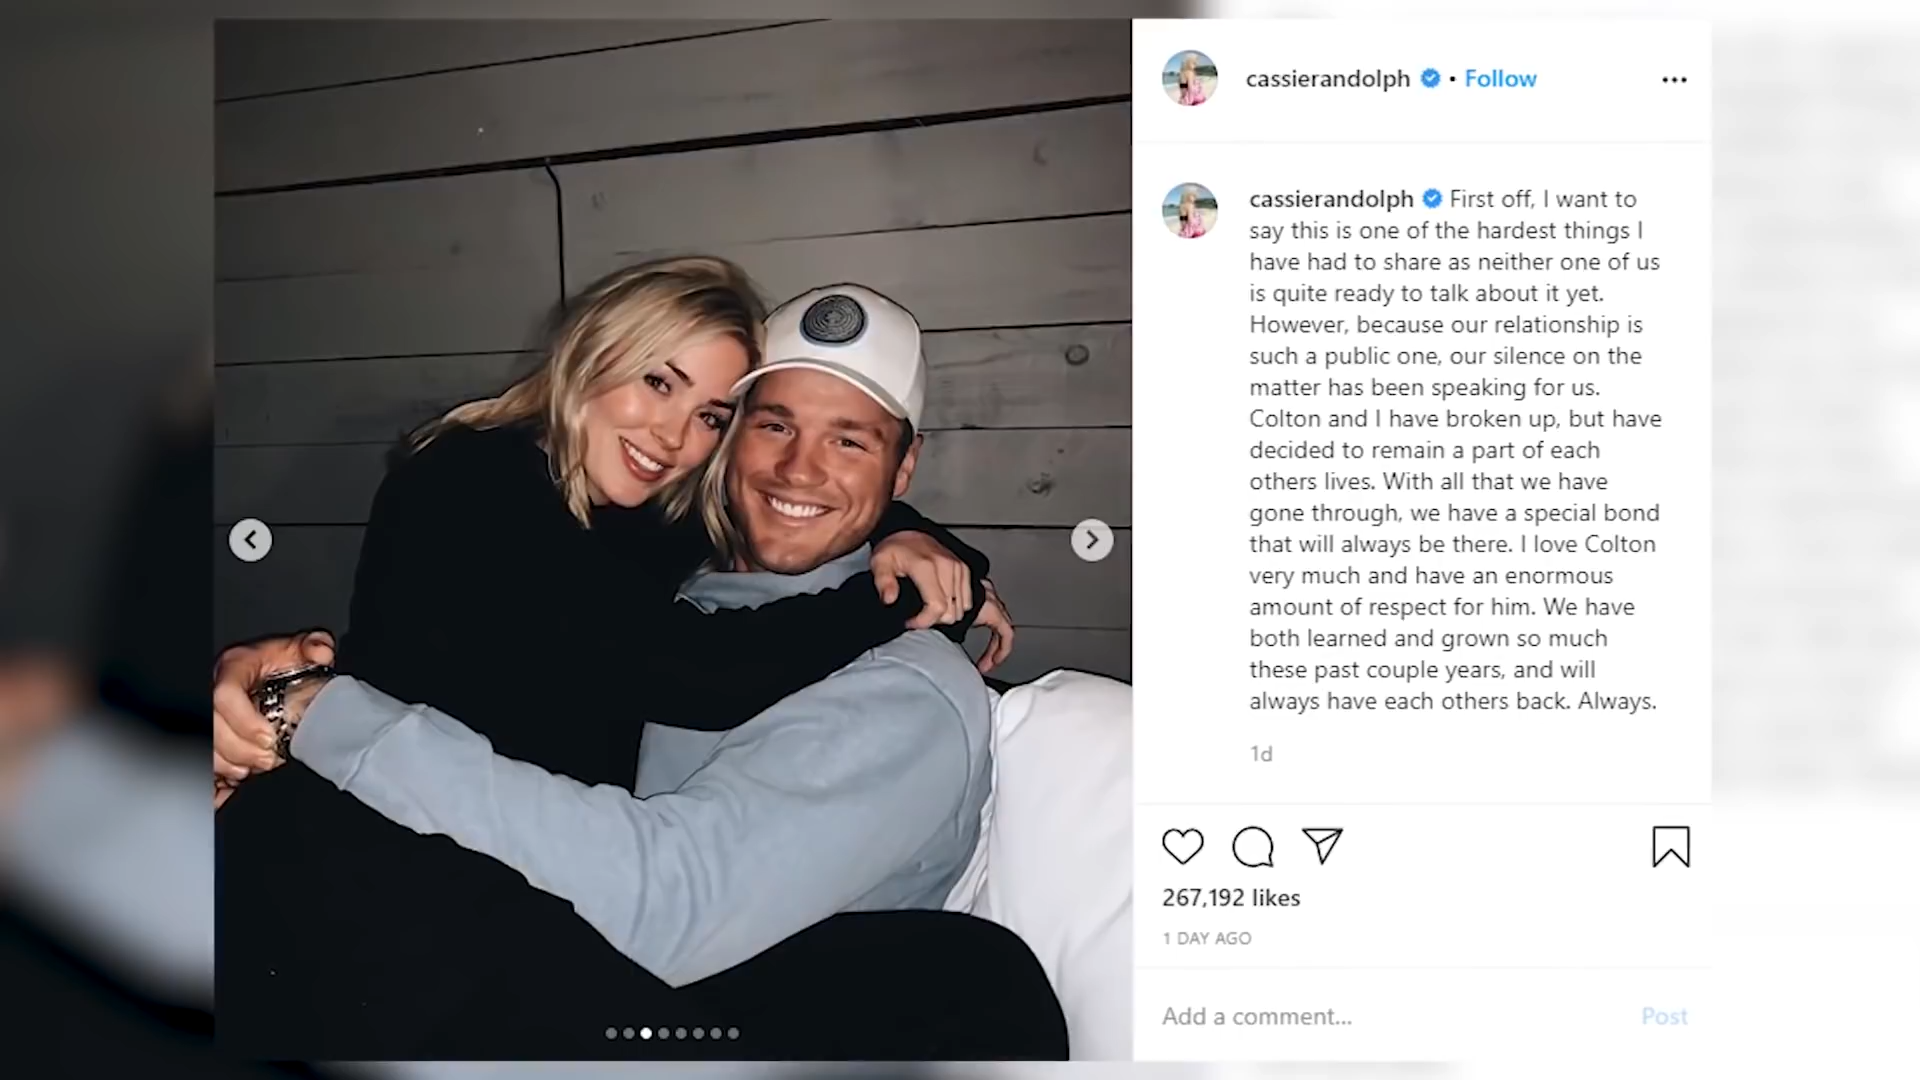 cassierandolph • Follow
cassierandolph First off, I want to
say this is one of the hardest things I
have had to share as neither one of us
is quite ready to talk about it yet.
However, because our relationship is
such a public one, our silence on the
matter has been speaking for us.
Colton and I have broken up, but have
decided to remain a part of each
others lives. With all that we have
gone through, we have a special bond
that will always be there. I love Colton
very much and have an enormous
amount of respect for him. We have
both learned and grown so much
these past couple years, and will
always have each others back. Always.
1d
267,192 likes
1 DAY AGO
Add a comment... Post